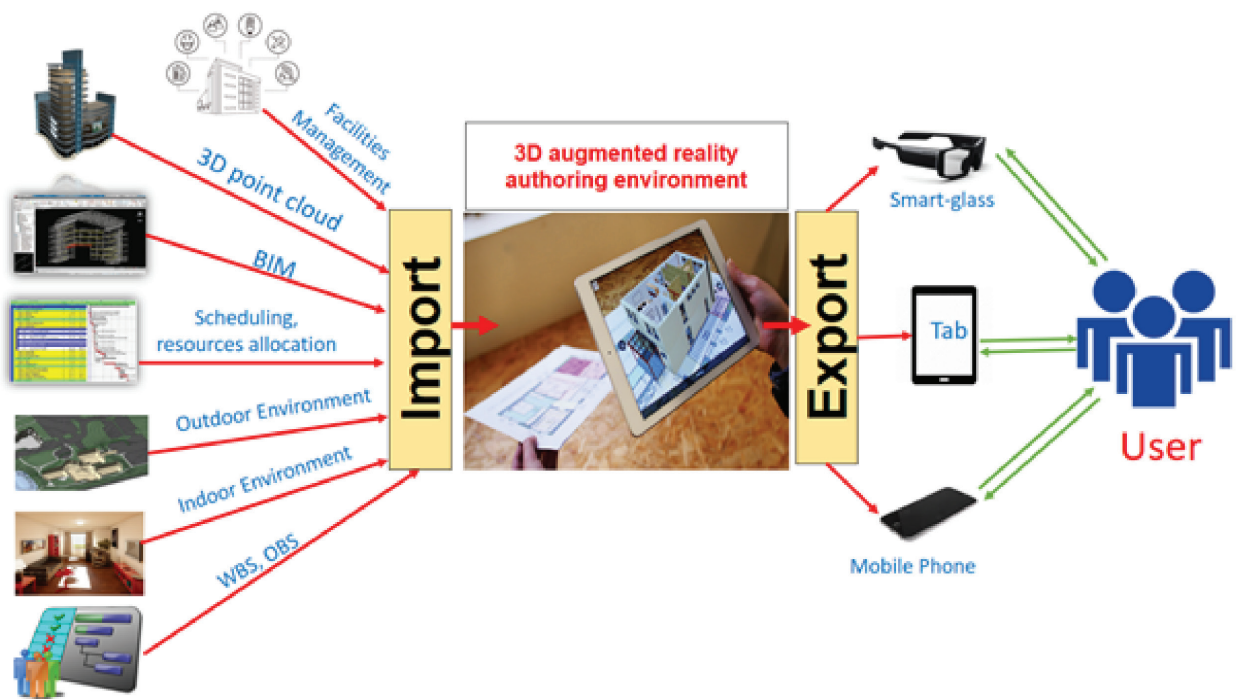 Facilities
Management
3D point cloud
BIM
Scheduling,
resources allocation
Outdoor Environment
Indoor Environment
WBS, OBS
Import
3D augmented reality
authoring environment
Export
Smart-glass
Tab
Mobile Phone
User